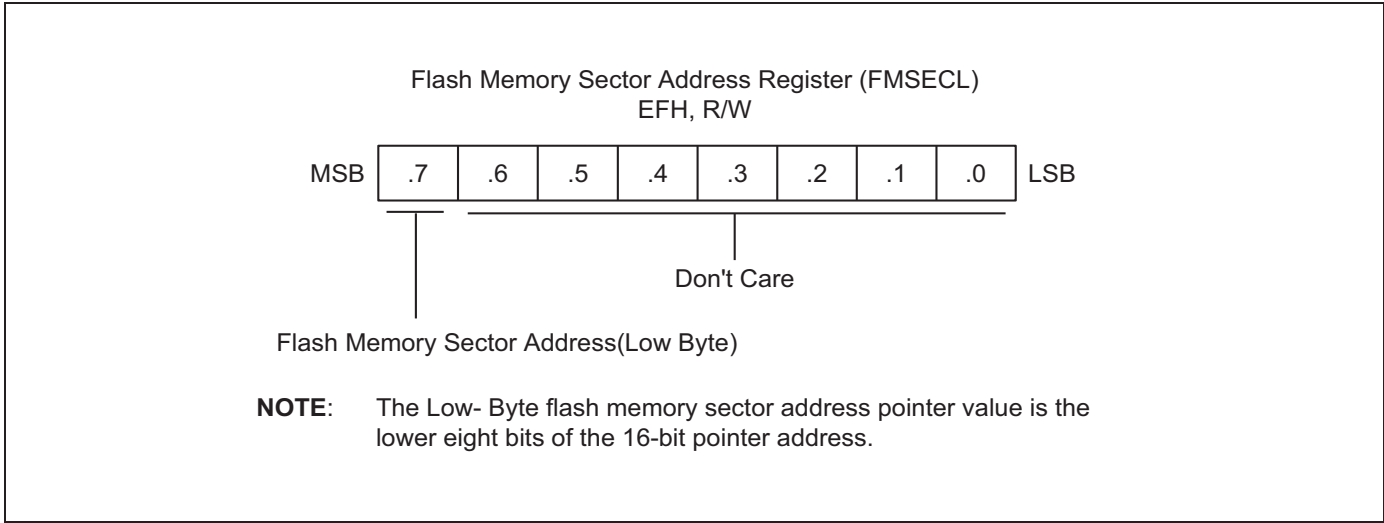 Flash Memory Sector Address Register (FMSECL)
EFH, R/W
MSB .7 .6 .5 .4 .3 .2 .1 .0 LSB
Don't Care
Flash Memory Sector Address(Low Byte)
NOTE: The Low- Byte flash memory sector address pointer value is the
lower eight bits of the 16-bit pointer address.